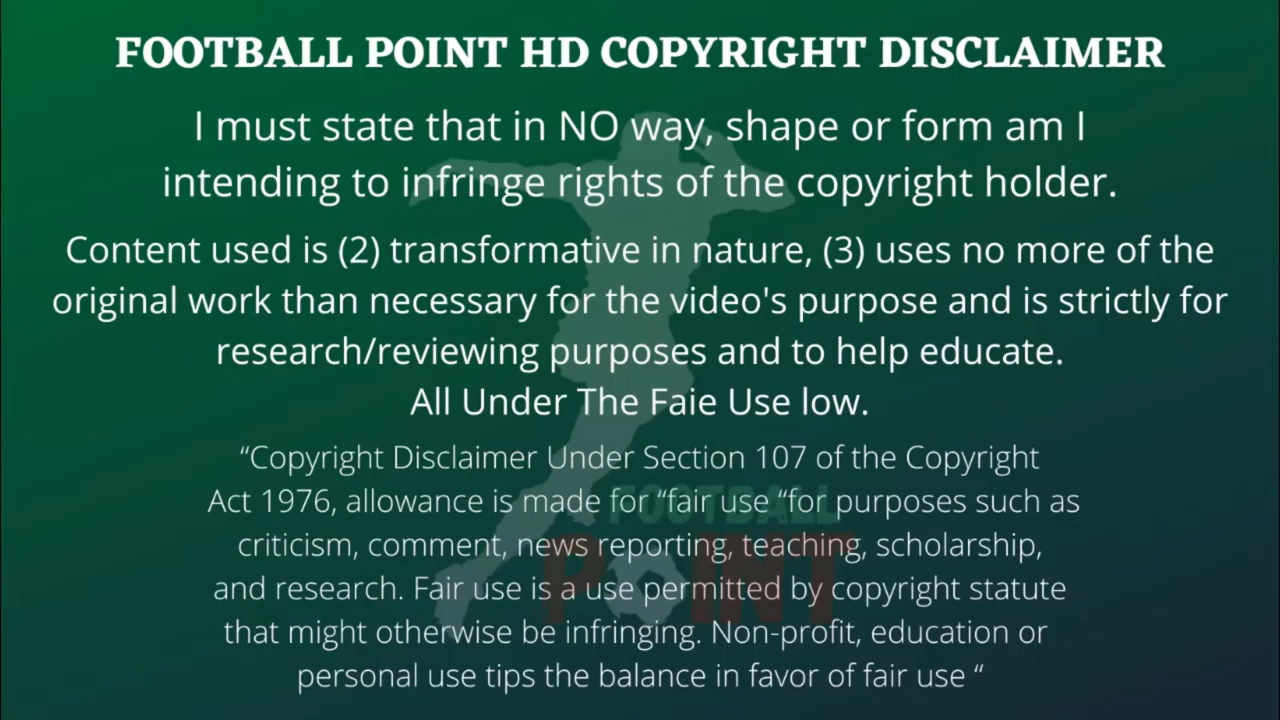 FOOTBALL POINT HD COPYRIGHT DISCLAIMER
I must state that in NO way, shape or form am I
intending to infringe rights of the copyright holder.
Content used is (2) transformative in nature, (3) uses no more of the
original work than necessary for the video's purpose and is strictly for
research/reviewing purposes and to help educate.
All Under The Faie Use low.
“Copyright Disclaimer Under Section 107 of the Copyright
Act 1976, allowance is made for “fair use “for purposes such as
criticism, comment, news reporting, teaching, scholarship,
and research. Fair use is a use permitted by copyright statute
that might otherwise be infringing. Non-profit, education or
personal use tips the balance in favor of fair use “
FOOTBALL
POINT